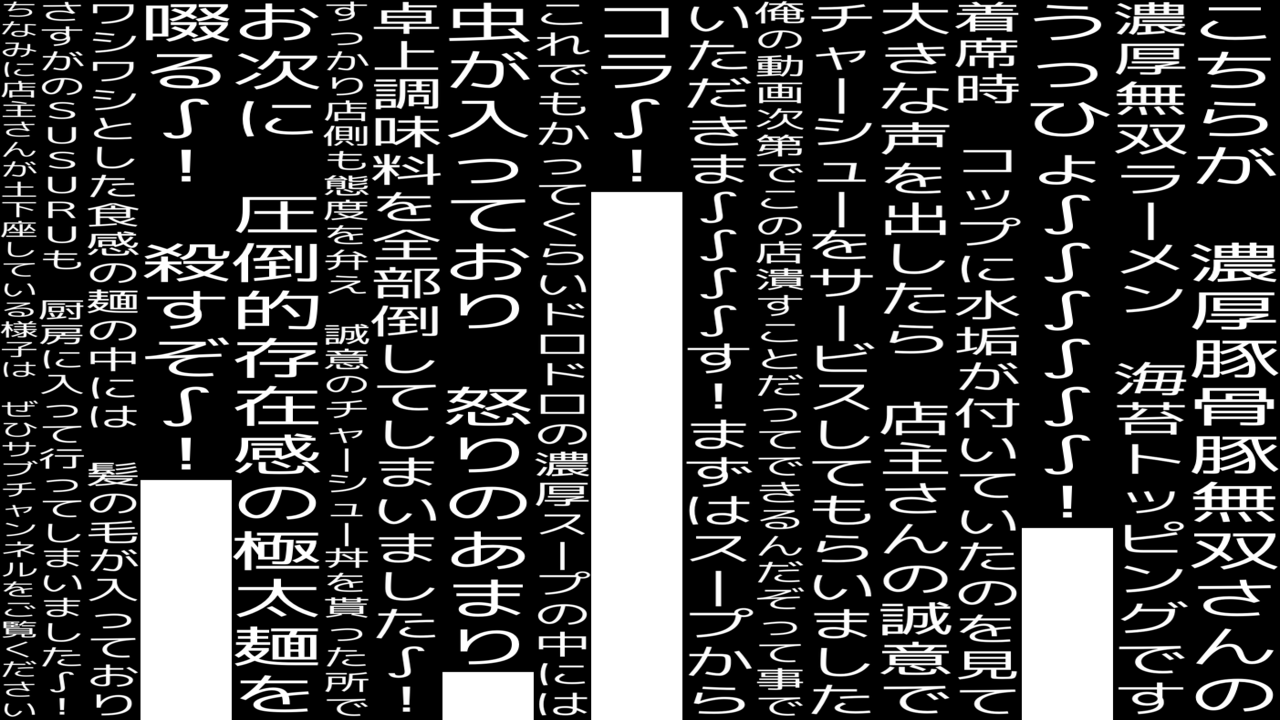 こちらが　濃厚豚骨豚無双さんの
濃厚無双ラーメン　海苔トッピングです
うっひょ〜〜〜〜〜〜！
着席時　コップに水垢が付いていたのを見て
大きな声を出したら　店主さんの誠意で
チャーシューをサービスしてもらいました
俺の動画次第でこの店潰すことだってできるんだぞって事で
いただきま〜〜〜〜す！まずはスープから
コラ〜！
これでもかってくらいドロドロの濃厚スープの中には
虫が入っており　怒りのあまり
卓上調味料を全部倒してしまいました〜！
すっかり店側も態度を弁え　誠意のチャーシュー丼を貰った所で
お次に　圧倒的存在感の極太麺を
啜る〜！　殺すぞ〜！
ワシワシとした食感の麺の中には　髪の毛が入っており
さすがのＳＵＳＵＲＵも　厨房に入って行ってしまいました〜！
ちなみに店主さんが土下座している様子は　ぜひサブチャンネルをご覧ください